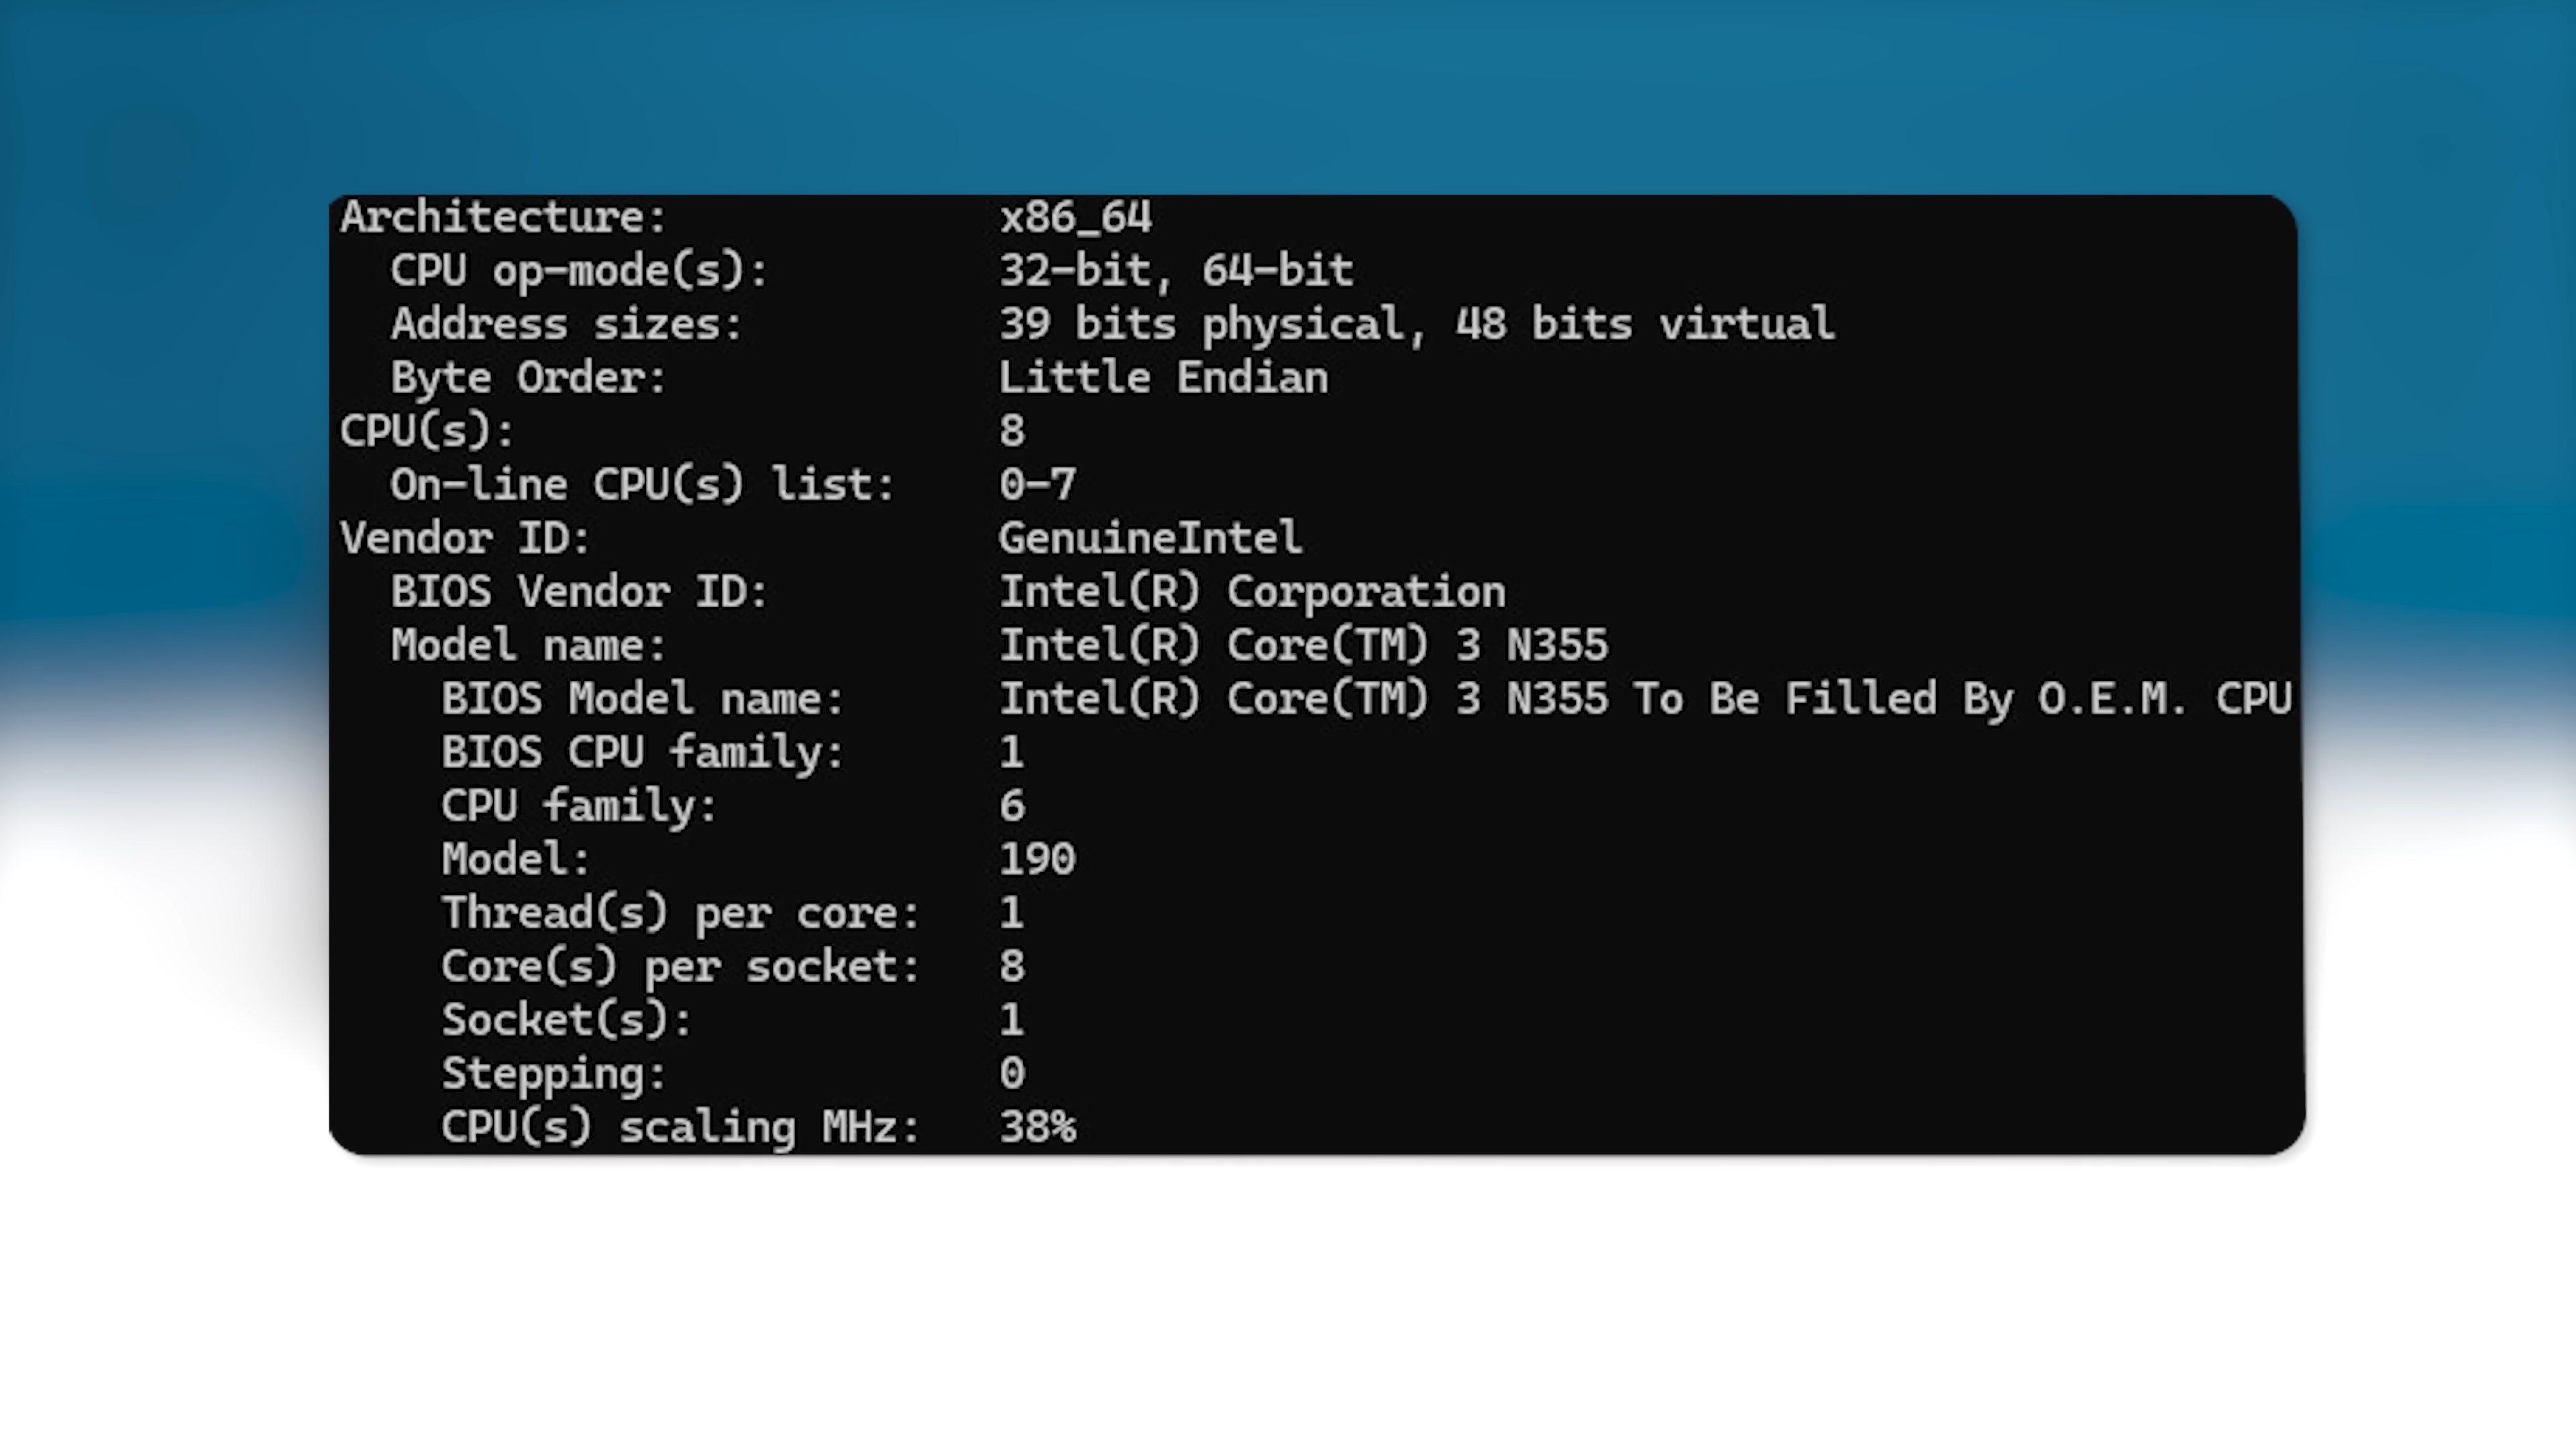 Architecture: x86_64
CPU op-mode(s): 32-bit, 64-bit
Address sizes: 39 bits physical, 48 bits virtual
Byte Order: Little Endian
CPU(s): 8
On-line CPU(s) list: 0-7
Vendor ID: GenuineIntel
BIOS Vendor ID: Intel(R) Corporation
Model name: Intel(R) Core(TM) 3 N355
BIOS Model name: Intel(R) Core(TM) 3 N355 To Be Filled By O.E.M. CPU
BIOS CPU family: 1
CPU family: 6
Model: 190
Thread(s) per core: 1
Core(s) per socket: 8
Socket(s): 1
Stepping: 0
CPU(s) scaling MHz: 38%